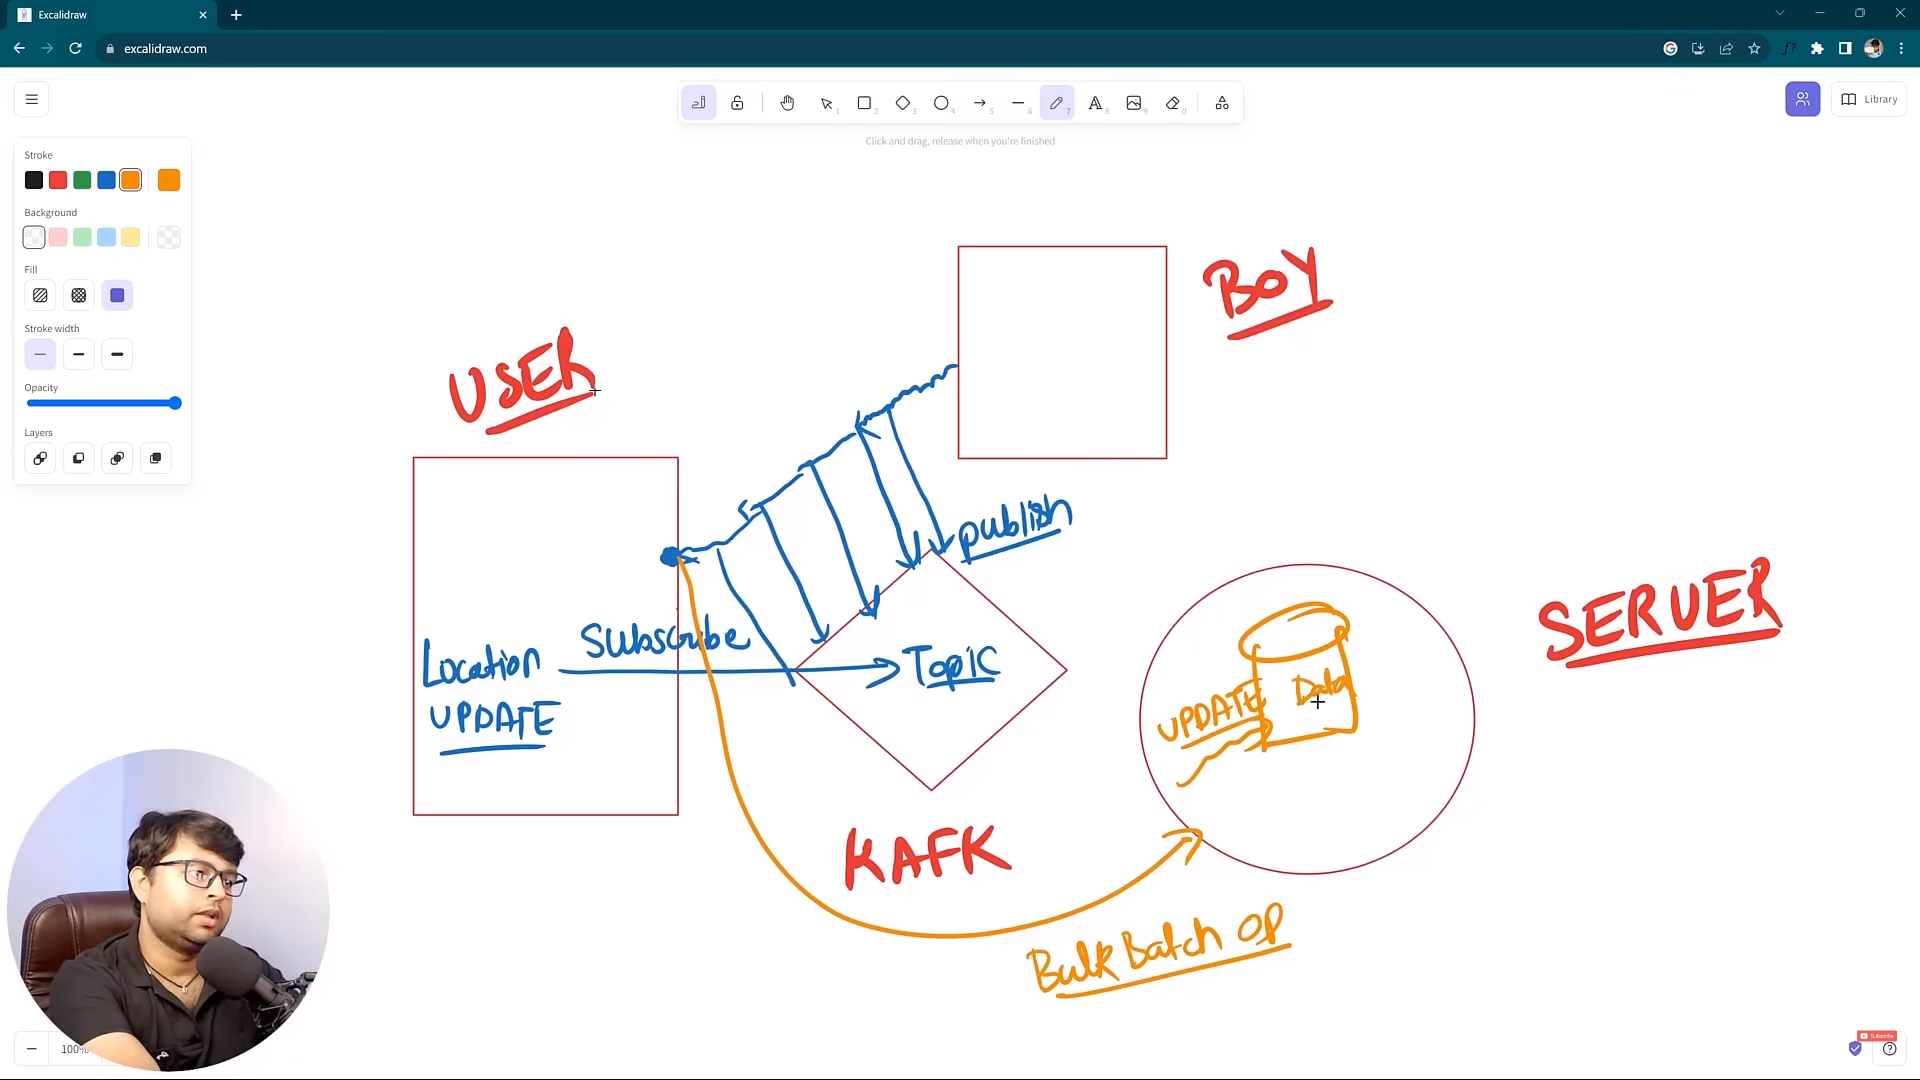 Excalidraw
excalidraw.com
Library
Click and drag, release when you're finished
Stroke
Background
Fill
Stroke width
Opacity
Layers
BOY
USER
publish
Subscribe
Location
UPDATE
Topic
SERVER
Data
UPDATE
KAFK
Bulk Batch OP
100%
Subscribe